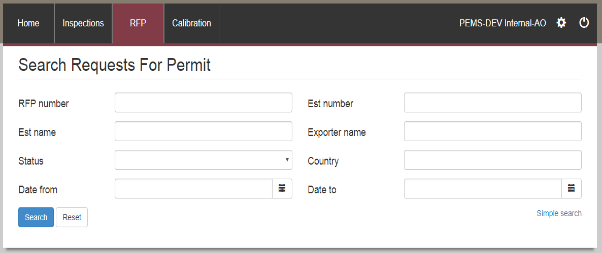 Home Inspections RFP Calibration PEMS-DEV Internal-AO
Search Requests For Permit
RFP number Est number
Est name Exporter name
Status Country
Date from Date to
Search Reset Simple search